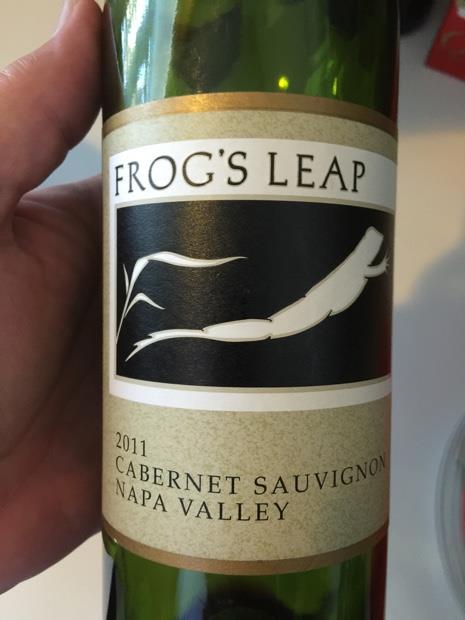 FROG'S LEAP
2011
CABERNET SAUVIGNON
NAPA VALLEY